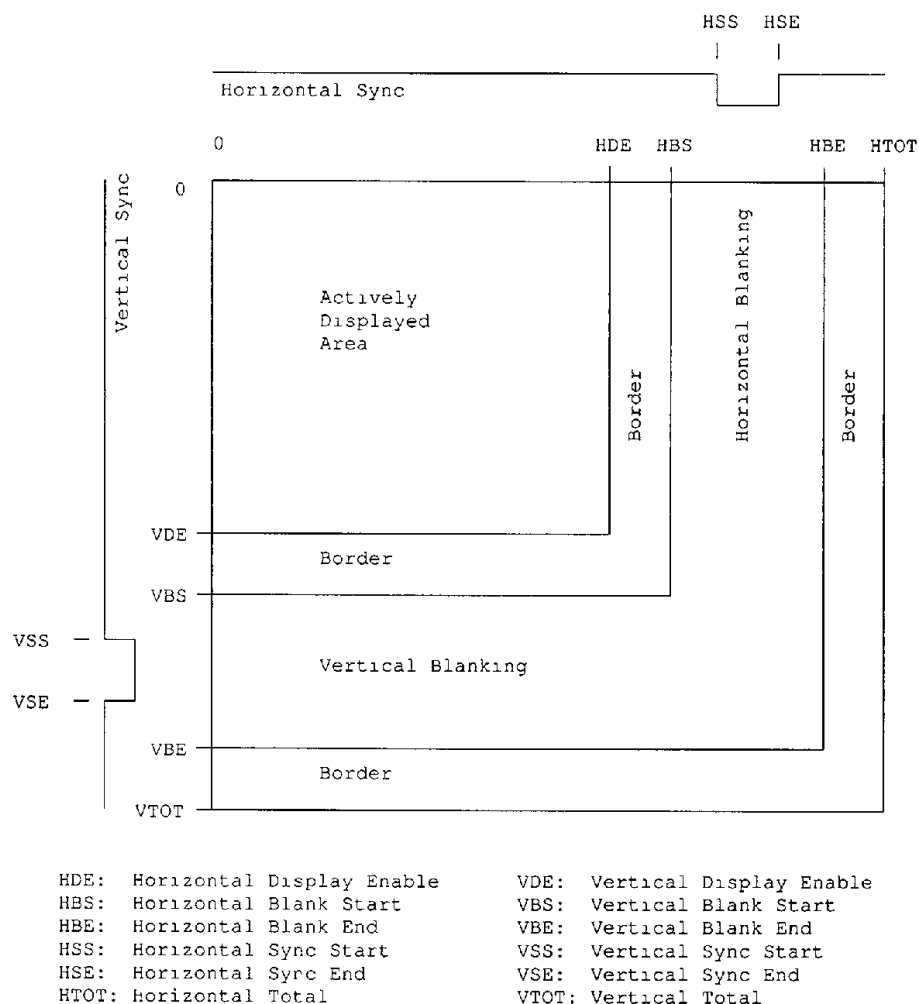 HSS HSE
Horizontal Sync
0 HDE HBS HBE HTOT
0
Vertical Sync
Horizontal Blanking
Actively
Displayed
Area
Border
Border
VDE
Border
VBS
VSS
Vertical Blanking
VSE
VBE
Border
VTOT
HDE: Horizontal Display Enable VDE: Vertical Display Enable
HBS: Horizontal Blank Start VBS: Vertical Blank Start
HBE: Horizontal Blank End VBE: Vertical Blank End
HSS: Horizontal Sync Start VSS: Vertical Sync Start
HSE: Horizontal Sync End VSE: Vertical Sync End
HTOT: Horizontal Total VTOT: Vertical Total